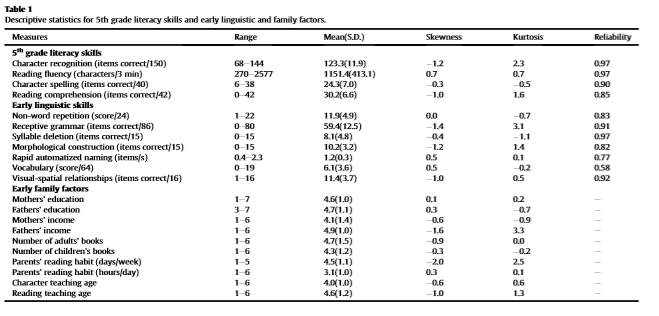 Table 1
Descriptive statistics for 5th grade literacy skills and early linguistic and family factors.
Measures Range Mean(S.D.) Skewness Kurtosis Reliability
5th grade literacy skills
Character recognition (items correct/150) 68–144 123.3(11.9) −1.2 2.3 0.97
Reading fluency (characters/3 min) 270–2577 1151.4(413.1) 0.7 0.7 0.97
Character spelling (items correct/40) 6–38 24.3(7.0) −0.3 −0.5 0.90
Reading comprehension (items correct/42) 0–42 30.2(6.6) −1.0 1.6 0.85
Early linguistic skills
Non-word repetition (score/24) 1–22 11.9(4.9) 0.0 −0.7 0.83
Receptive grammar (items correct/86) 0–80 59.4(12.5) −1.4 3.1 0.91
Syllable deletion (items correct/15) 0–15 8.1(4.8) −0.4 −1.1 0.97
Morphological construction (items correct/15) 0–15 10.2(3.2) −1.2 1.4 0.82
Rapid automatized naming (items/s) 0.4–2.3 1.2(0.3) 0.5 0.1 0.77
Vocabulary (score/64) 0–19 6.1(3.6) 0.5 −0.2 0.58
Visual-spatial relationships (items correct/16) 1–16 11.4(3.7) −1.0 0.5 0.92
Early family factors
Mothers' education 1–7 4.6(1.0) 0.1 0.2 –
Fathers' education 3–7 4.7(1.1) 0.3 −0.7 –
Mothers' income 1–6 4.1(1.4) −0.6 −0.9 –
Fathers' income 1–6 4.9(1.0) −1.6 3.3 –
Number of adults' books 1–6 4.7(1.5) −0.9 0.0 –
Number of children's books 1–6 4.3(1.2) −0.3 −0.2 –
Parents' reading habit (days/week) 1–5 4.5(1.1) −2.0 2.5 –
Parents' reading habit (hours/day) 1–6 3.1(1.0) 0.3 0.1 –
Character teaching age 1–6 4.0(1.0) −0.6 0.6 –
Reading teaching age 1–6 4.6(1.2) −1.0 1.3 –